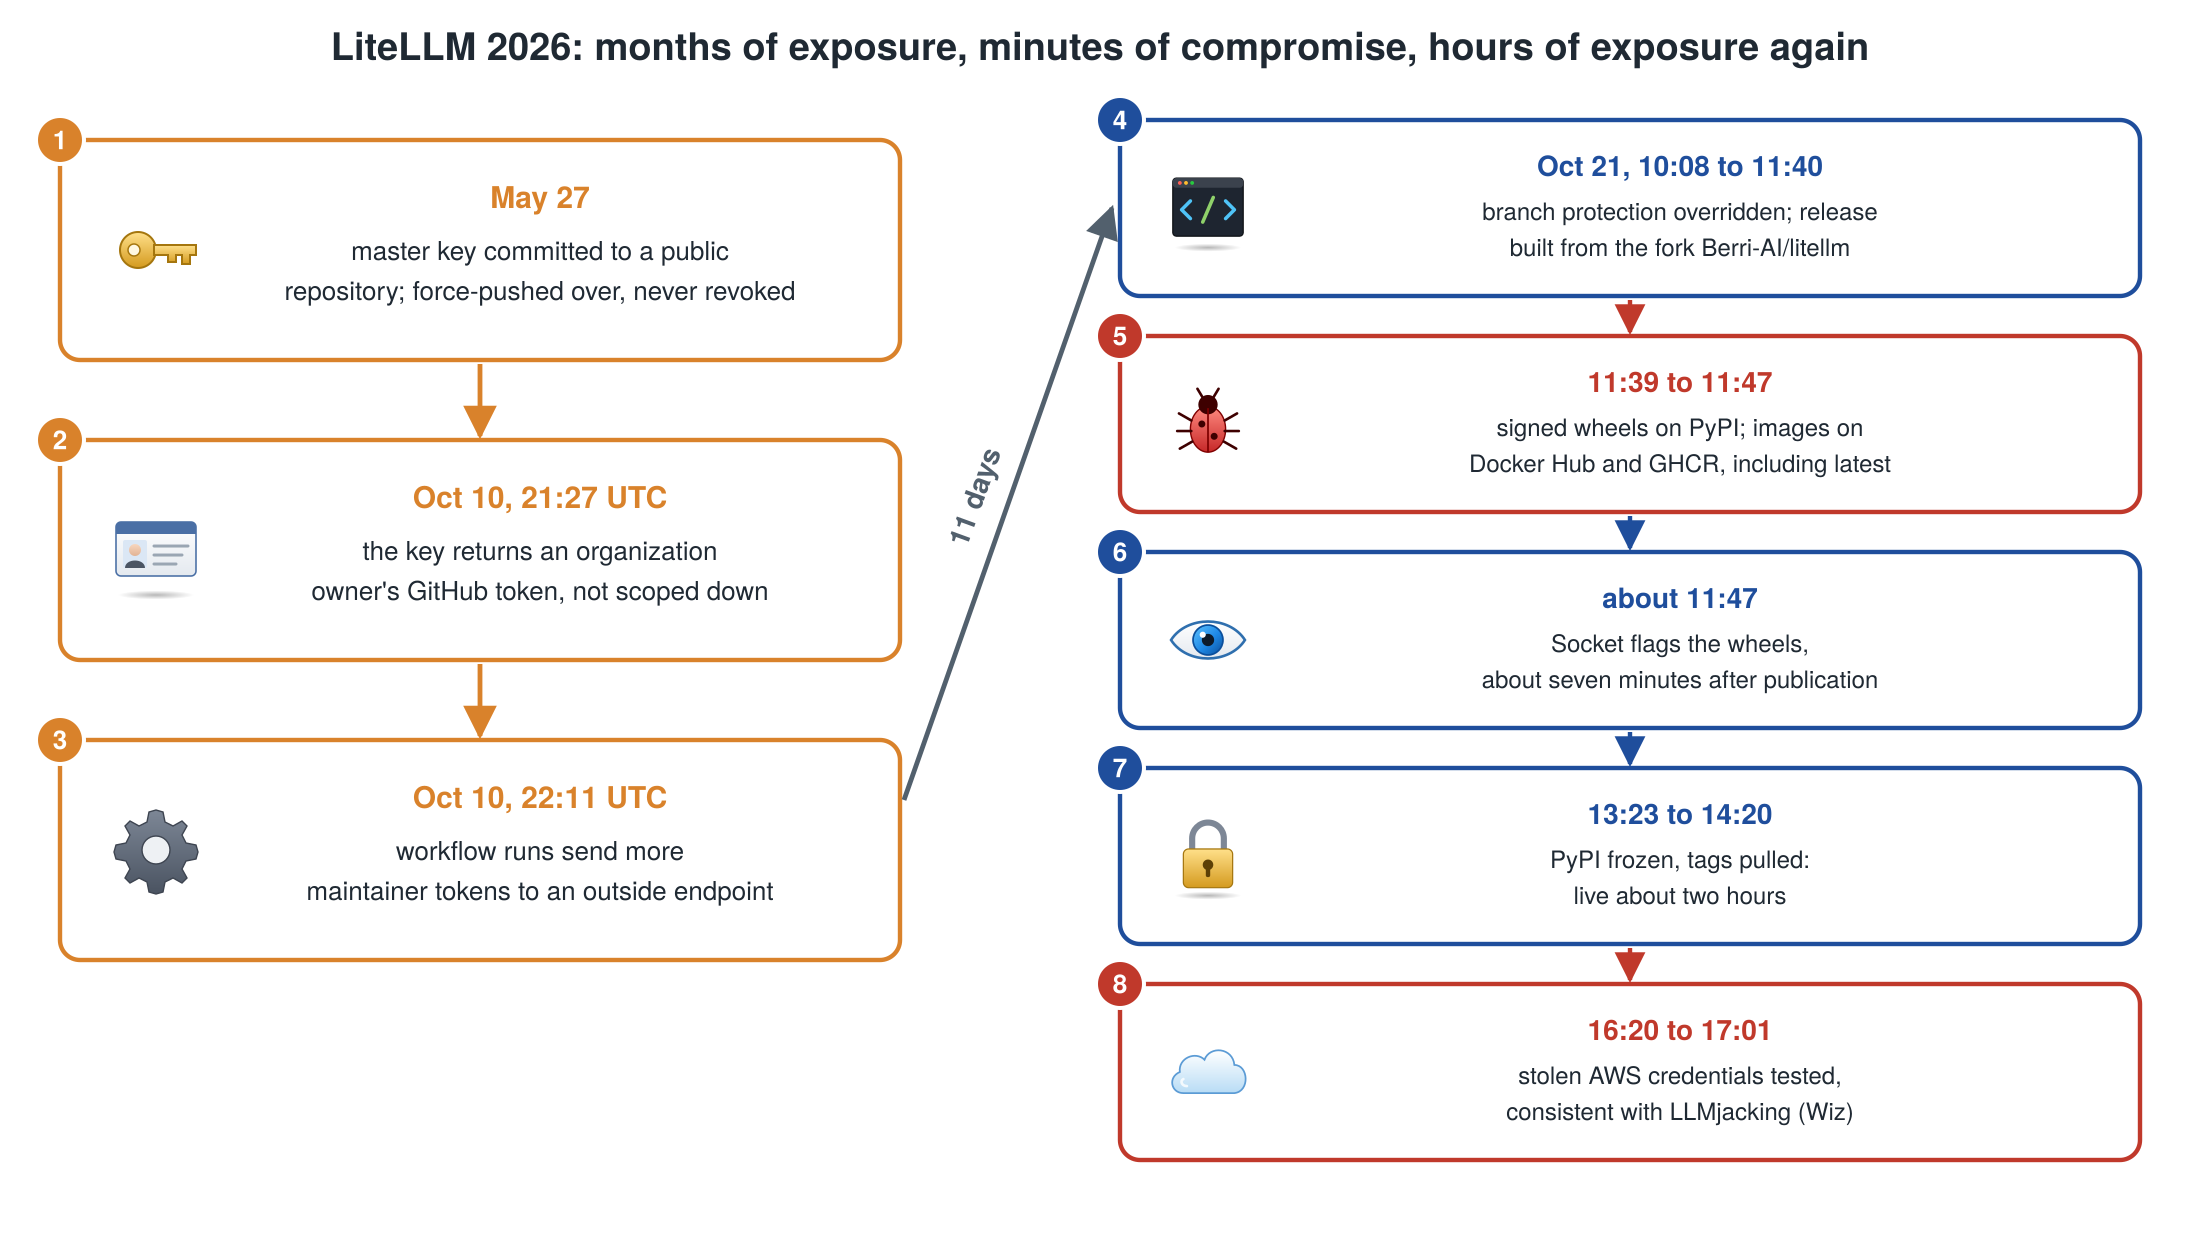 LiteLLM 2026: months of exposure, minutes of compromise, hours of exposure again
1
May 27
master key committed to a public
repository; force-pushed over, never revoked
2
Oct 10, 21:27 UTC
the key returns an organization
owner's GitHub token, not scoped down
3
Oct 10, 22:11 UTC
workflow runs send more
maintainer tokens to an outside endpoint
11 days
4
Oct 21, 10:08 to 11:40
branch protection overridden; release
built from the fork Berri-AI/litellm
5
11:39 to 11:47
signed wheels on PyPI; images on
Docker Hub and GHCR, including latest
6
about 11:47
Socket flags the wheels,
about seven minutes after publication
7
13:23 to 14:20
PyPI frozen, tags pulled:
live about two hours
8
16:20 to 17:01
stolen AWS credentials tested,
consistent with LLMjacking (Wiz)